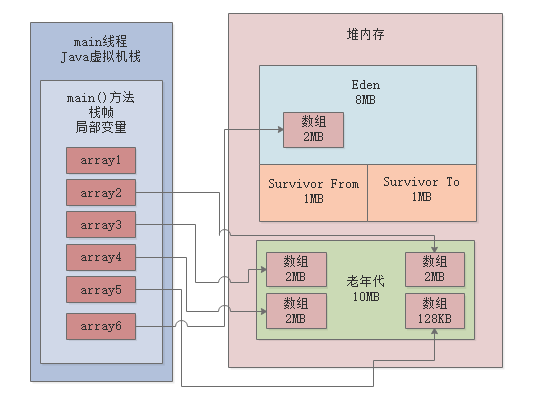 main线程
Java虚拟机栈
main()方法
栈帧
局部变量
array1
array2
array3
array4
array5
array6
堆内存
Eden
8MB
数组
2MB
Survivor From
1MB
Survivor To
1MB
数组
2MB
数组
2MB
老年代
10MB
数组
2MB
数组
128KB